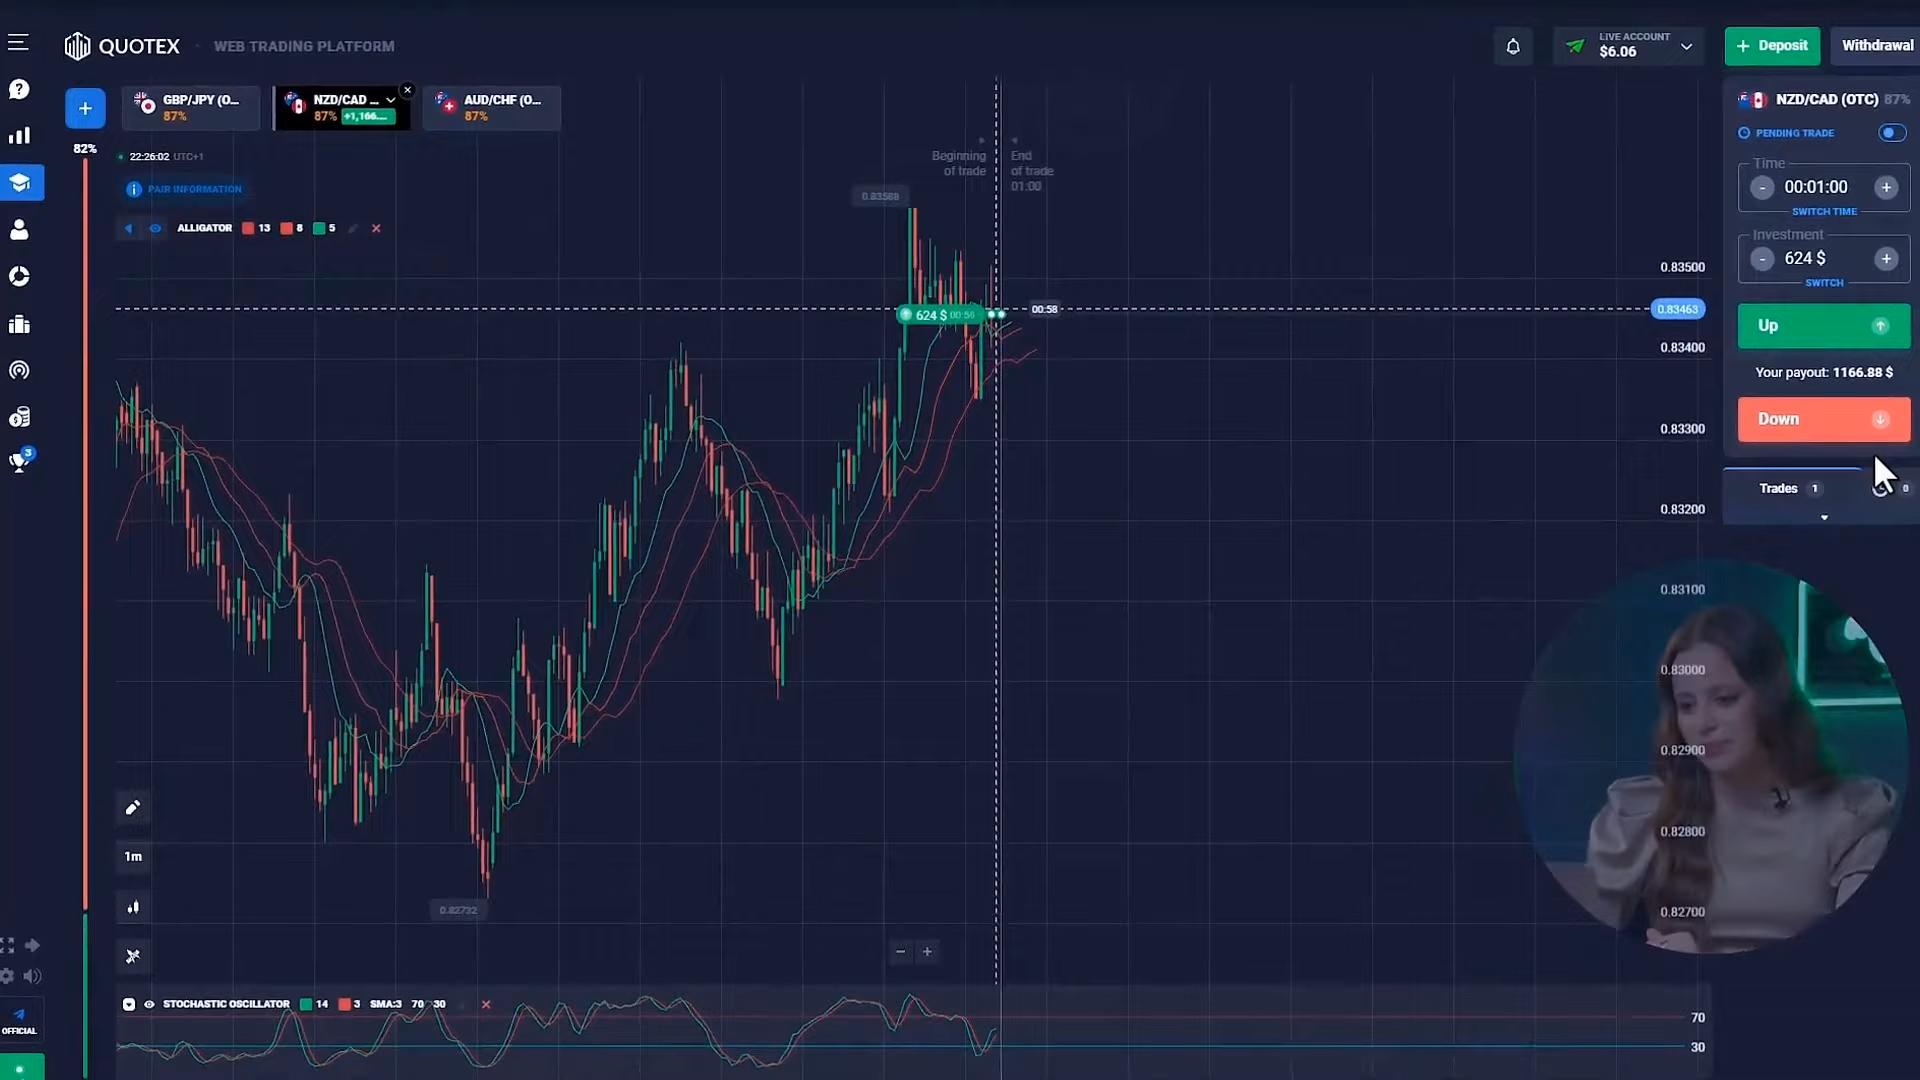 QUOTEX
WEB TRADING PLATFORM
LIVE ACCOUNT
$6.06
+ Deposit
Withdrawal
+
GBP/JPY (O...
87%
NZD/CAD ...
87% +1,166....
AUD/CHF (O...
87%
NZD/CAD (OTC) 87%
82%
22:26:02 UTC+1
PAIR INFORMATION
ALLIGATOR 13 8 5
Beginning
of trade
End
of trade
01:00
0.83588
PENDING TRADE
Time
- 00:01:00 +
SWITCH TIME
Investment
- 624 $ +
SWITCH
Up
Your payout: 1166.88 $
Down
Trades 1
0
624 $ 00:56
00:58
0.83463
0.83500
0.83400
0.83300
0.83200
0.83100
0.83000
0.82900
0.82800
0.82700
3
1m
0.82732
- +
STOCHASTIC OSCILLATOR 14 3 SMA:3 70 30
70
30
OFFICIAL